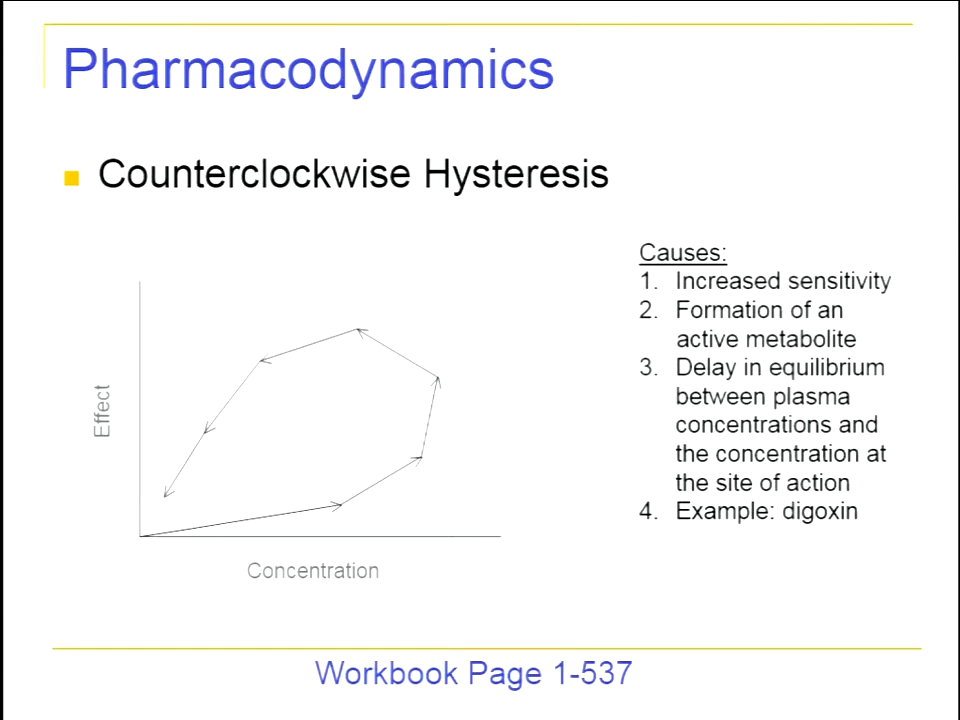 Pharmacodynamics
Counterclockwise Hysteresis
Causes:
1. Increased sensitivity
2. Formation of an
active metabolite
3. Delay in equilibrium
between plasma
concentrations and
the concentration at
the site of action
4. Example: digoxin
Effect
Concentration
Workbook Page 1-537